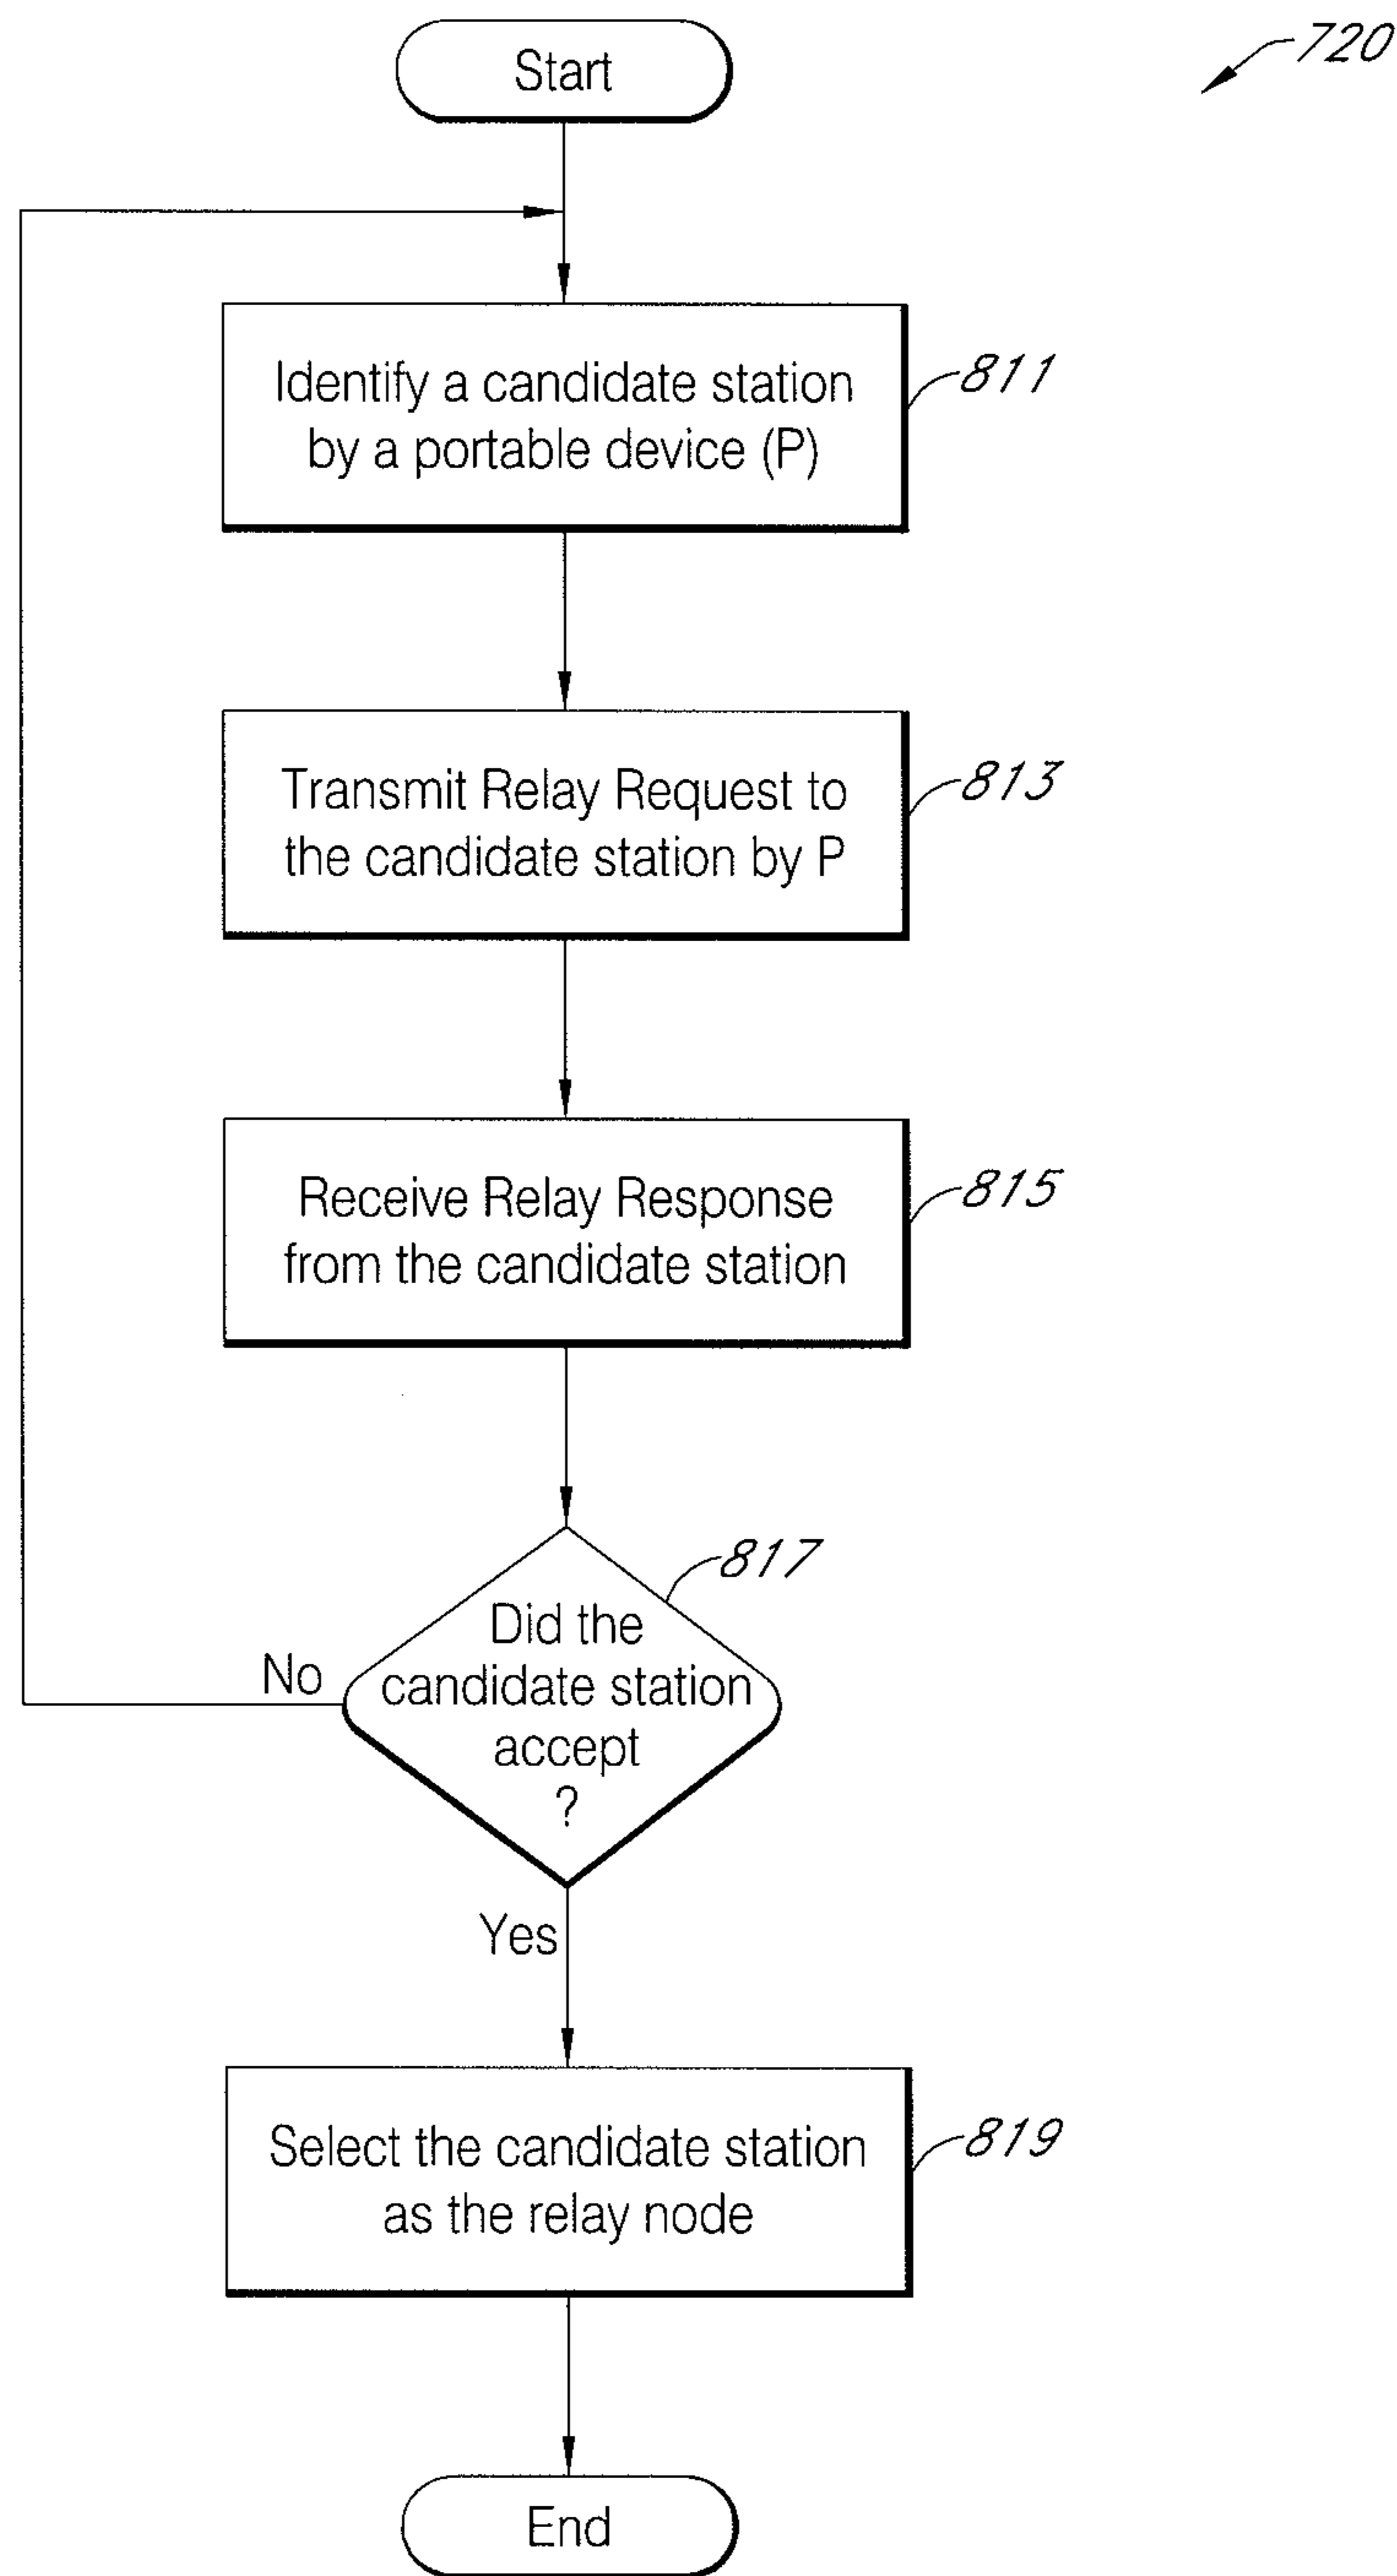 720
Start
Identify a candidate station
by a portable device (P)
811
Transmit Relay Request to
the candidate station by P
813
Receive Relay Response
from the candidate station
815
817
Did the
candidate station
accept
?
No
Yes
Select the candidate station
as the relay node
819
End